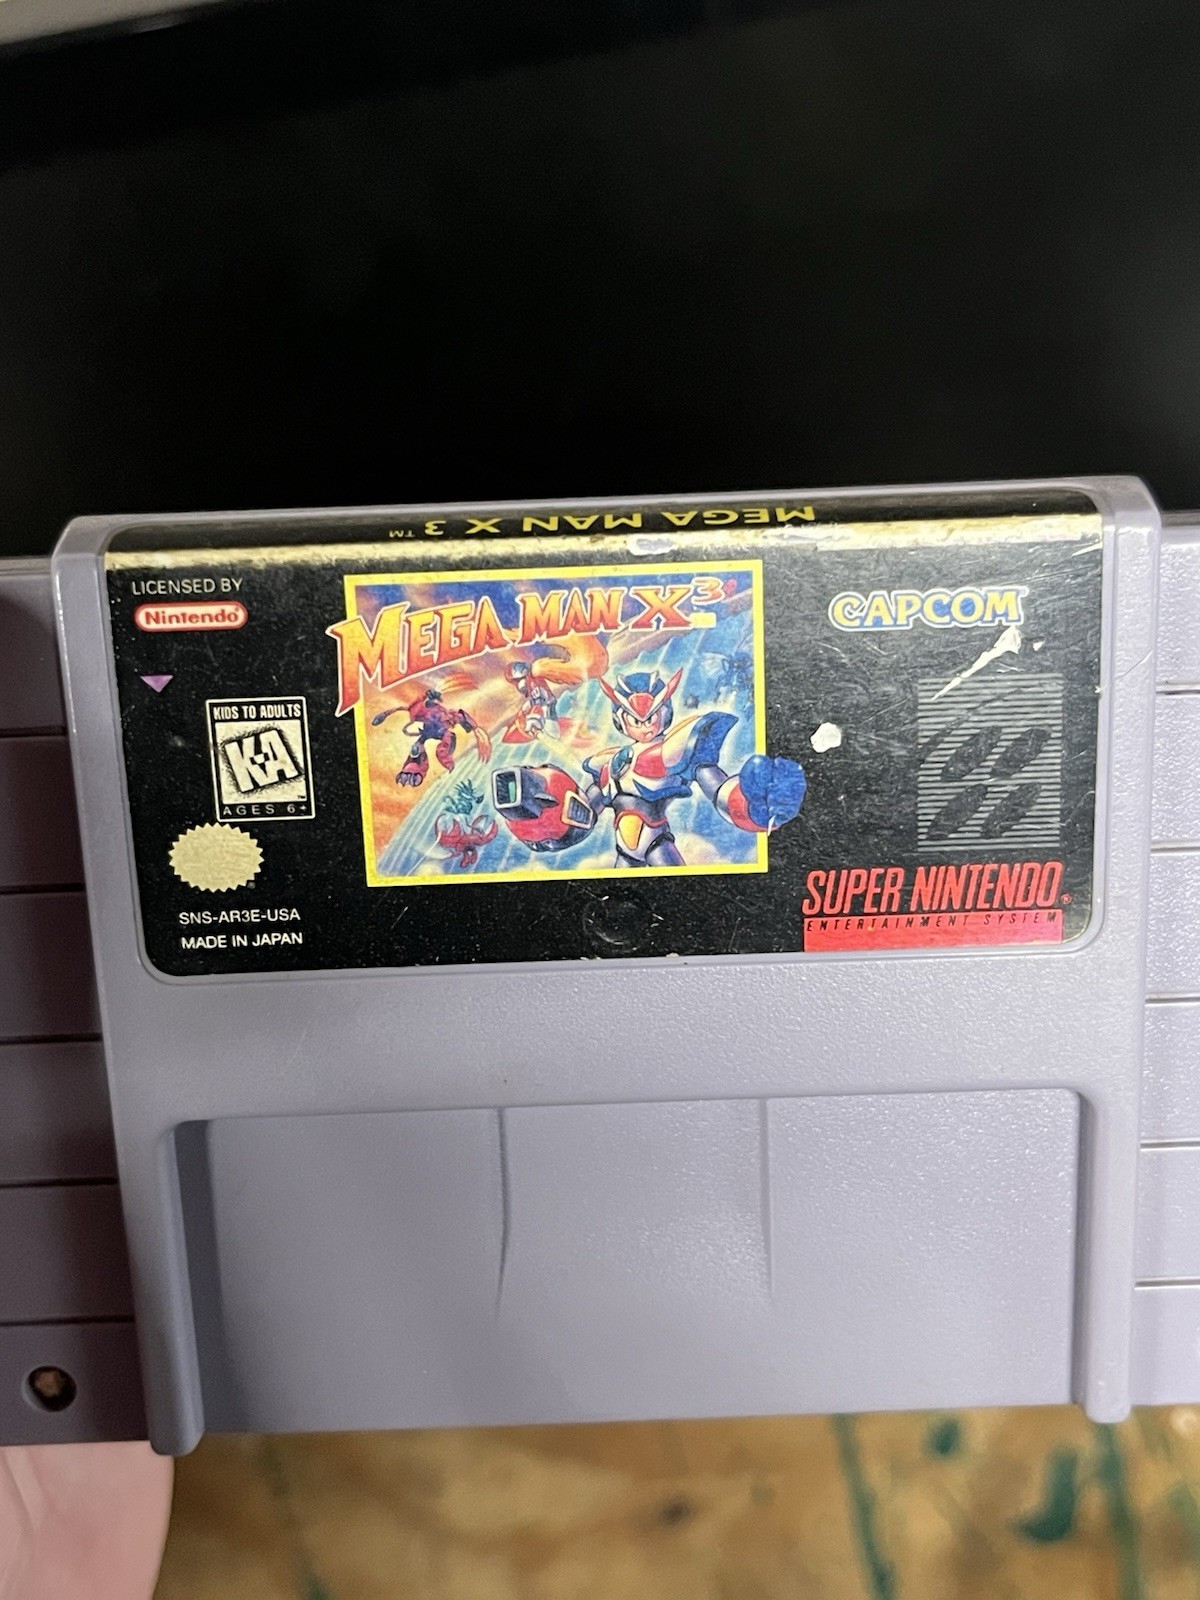 MEGA MAN X 3 ™
LICENSED BY
Nintendo
MEGA MAN X3
CAPCOM
KIDS TO ADULTS
K-A
AGES 6+
SNS-AR3E-USA
MADE IN JAPAN
SUPER NINTENDO®
ENTERTAINMENT SYSTEM